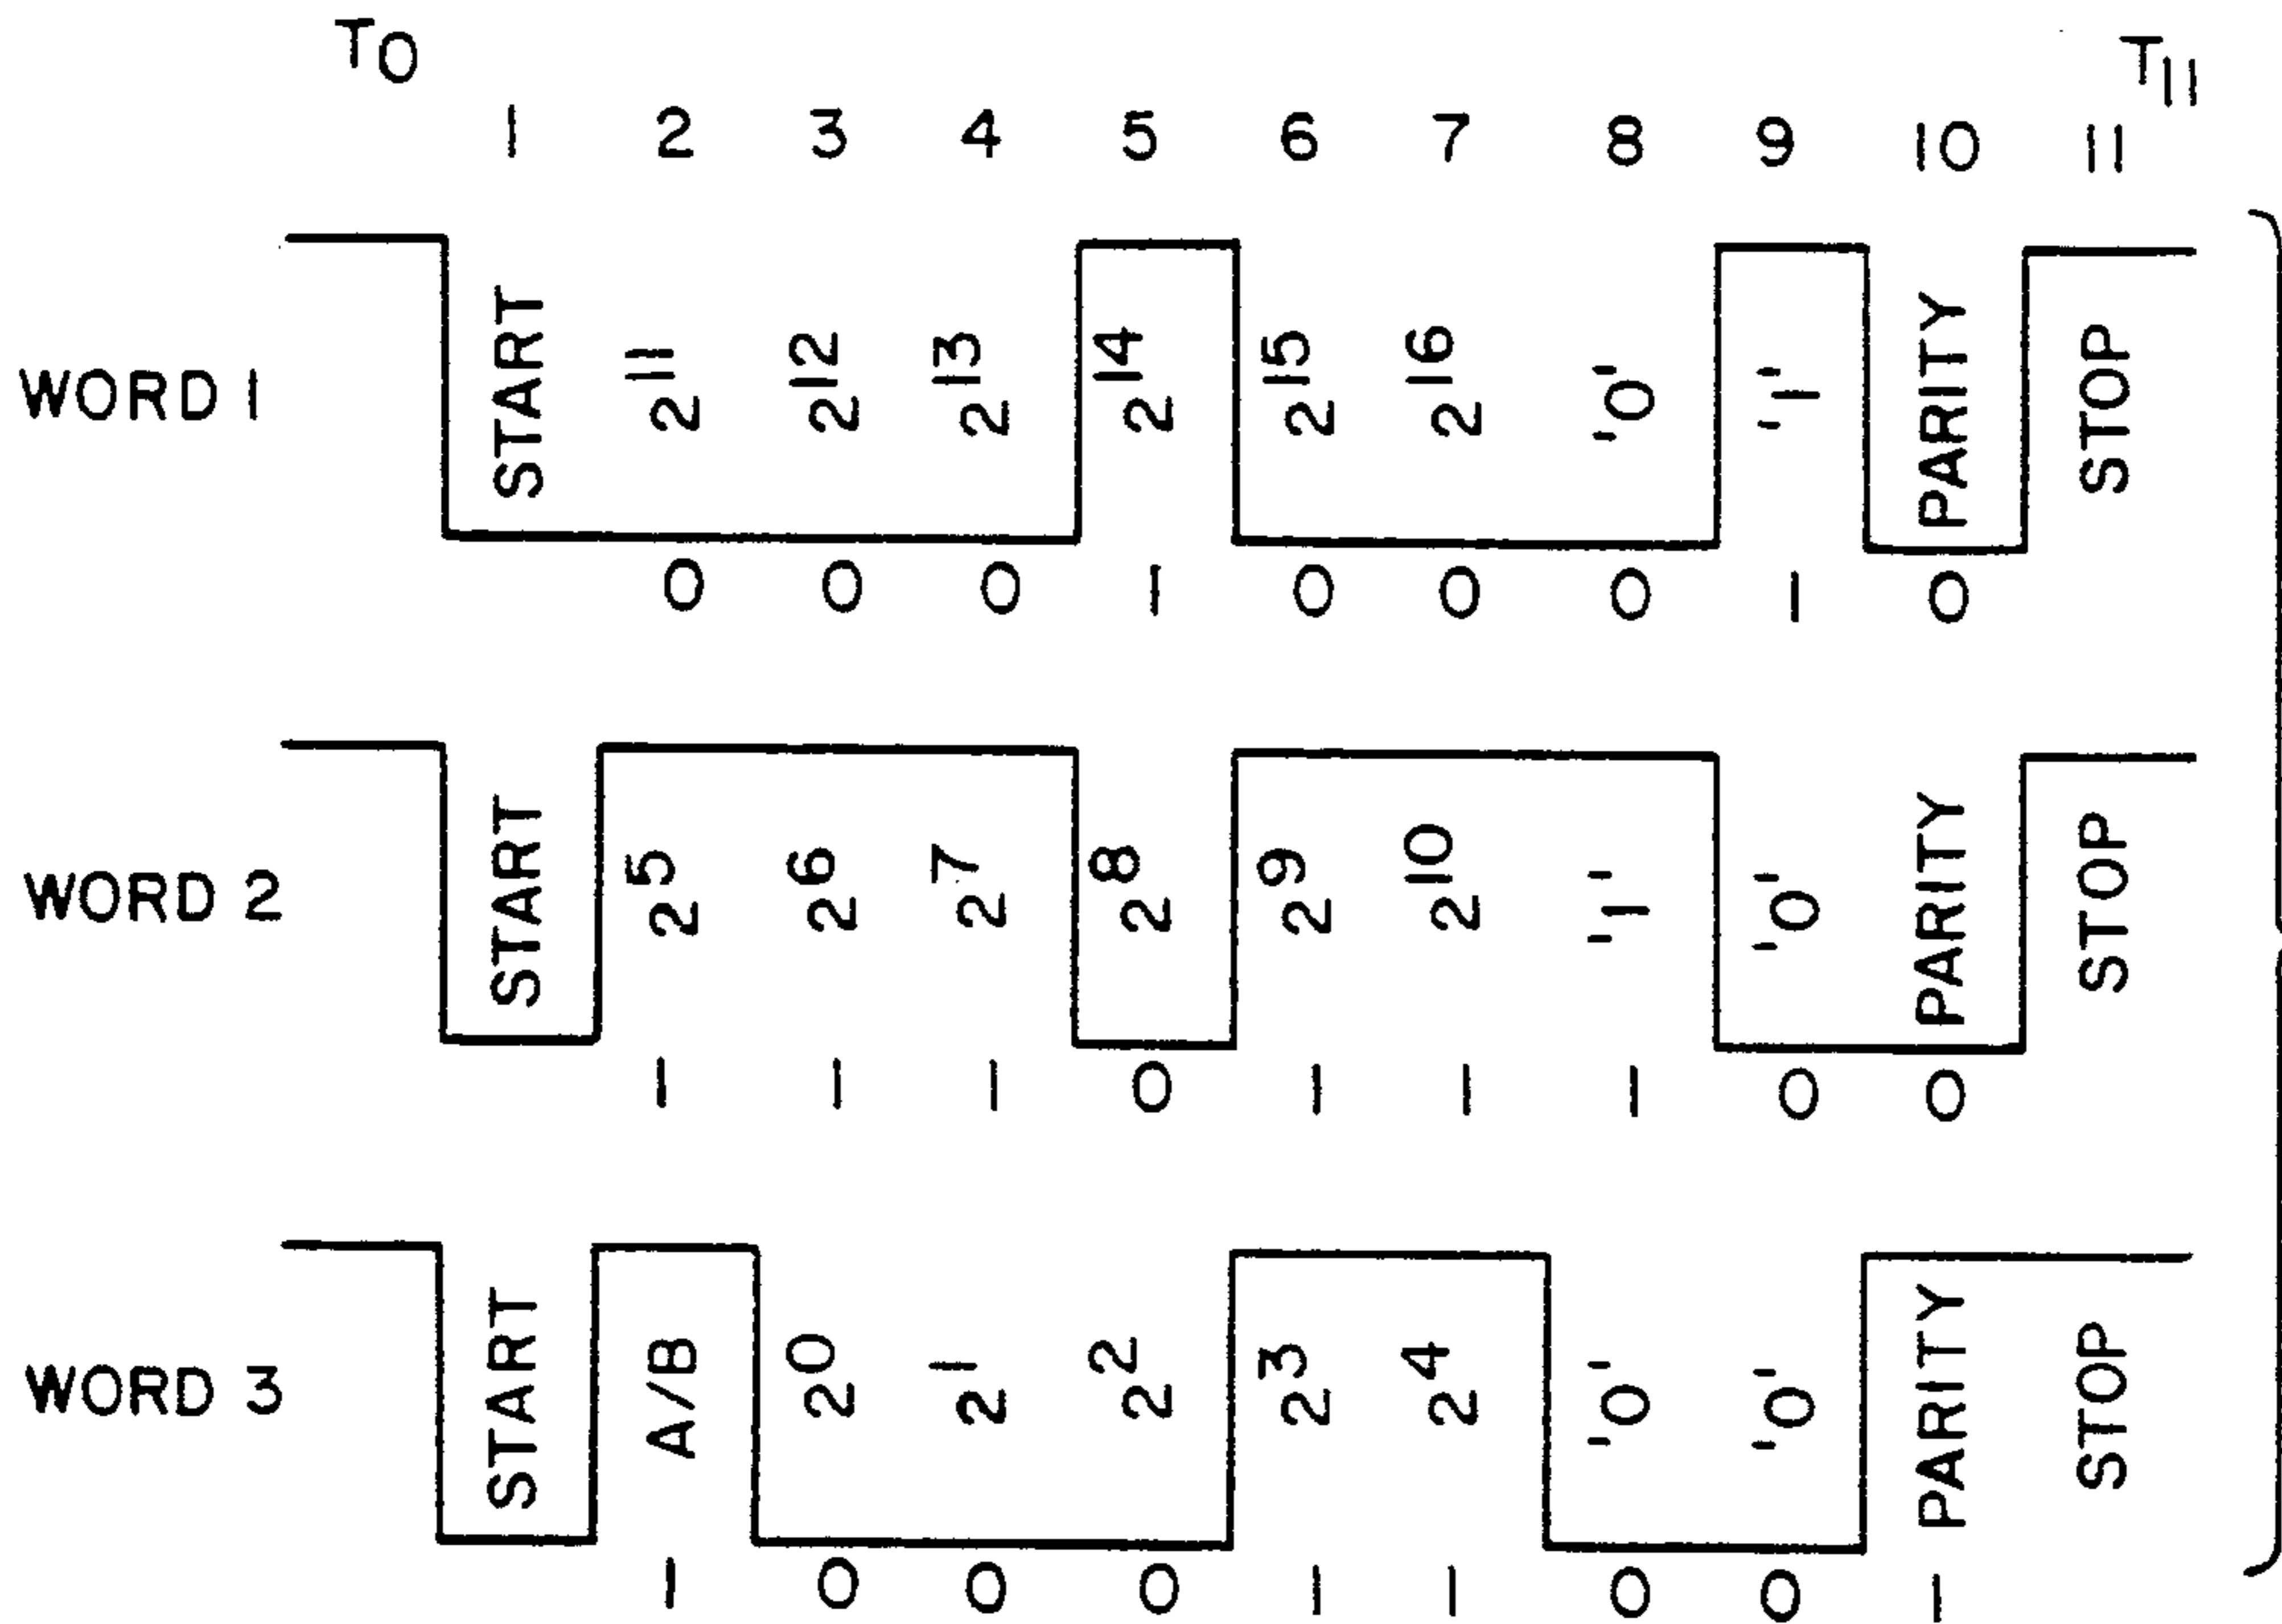 T0 T11
1 2 3 4 5 6 7 8 9 10 11
WORD 1 START 2^11 2^12 2^13 2^14 2^15 2^16 '0' '1' PARITY STOP
0 0 0 1 0 0 0 1 0
WORD 2 START 2^5 2^6 2^7 2^8 2^9 2^10 '1' '0' PARITY STOP
1 1 1 0 1 1 1 0 0
WORD 3 START A/B 2^0 2^1 2^2 2^3 2^4 '0' '0' PARITY STOP
1 0 0 0 1 1 0 0 1